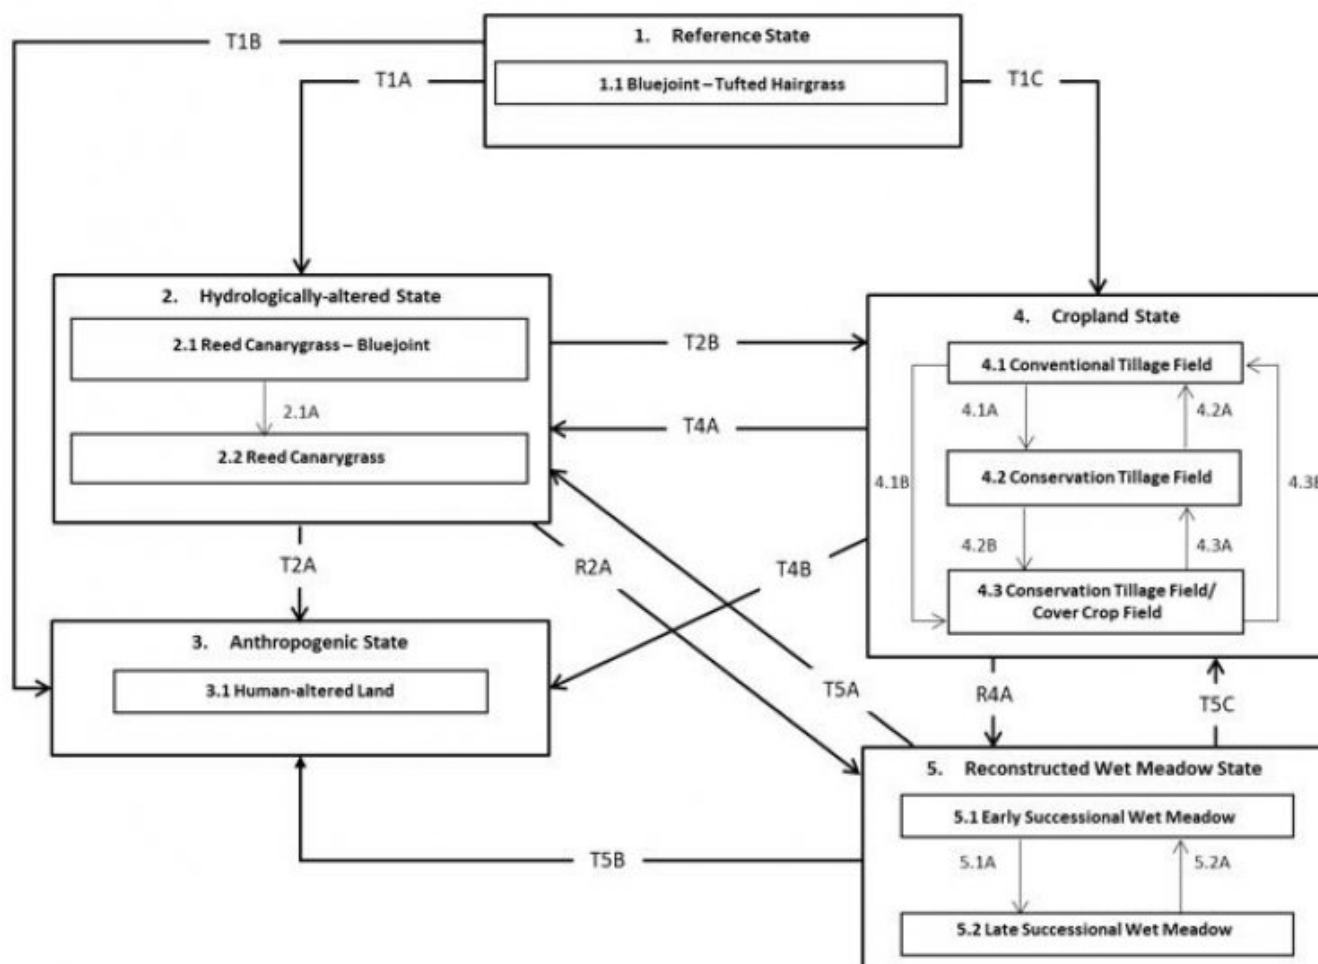 1. Reference State
T1B
T1A
1.1 Bluejoint – Tufted Hairgrass
T1C
2. Hydrologically-altered State
2.1 Reed Canarygrass – Bluejoint
2.1A
2.2 Reed Canarygrass
T2B
T4A
4. Cropland State
4.1 Conventional Tillage Field
4.1A
4.2A
4.1B
4.2 Conservation Tillage Field
4.3B
4.2B
4.3A
4.3 Conservation Tillage Field/
Cover Crop Field
T2A
R2A
T4B
3. Anthropogenic State
3.1 Human-altered Land
T5A
R4A
T5C
5. Reconstructed Wet Meadow State
5.1 Early Successional Wet Meadow
5.1A
5.2A
5.2 Late Successional Wet Meadow
T5B